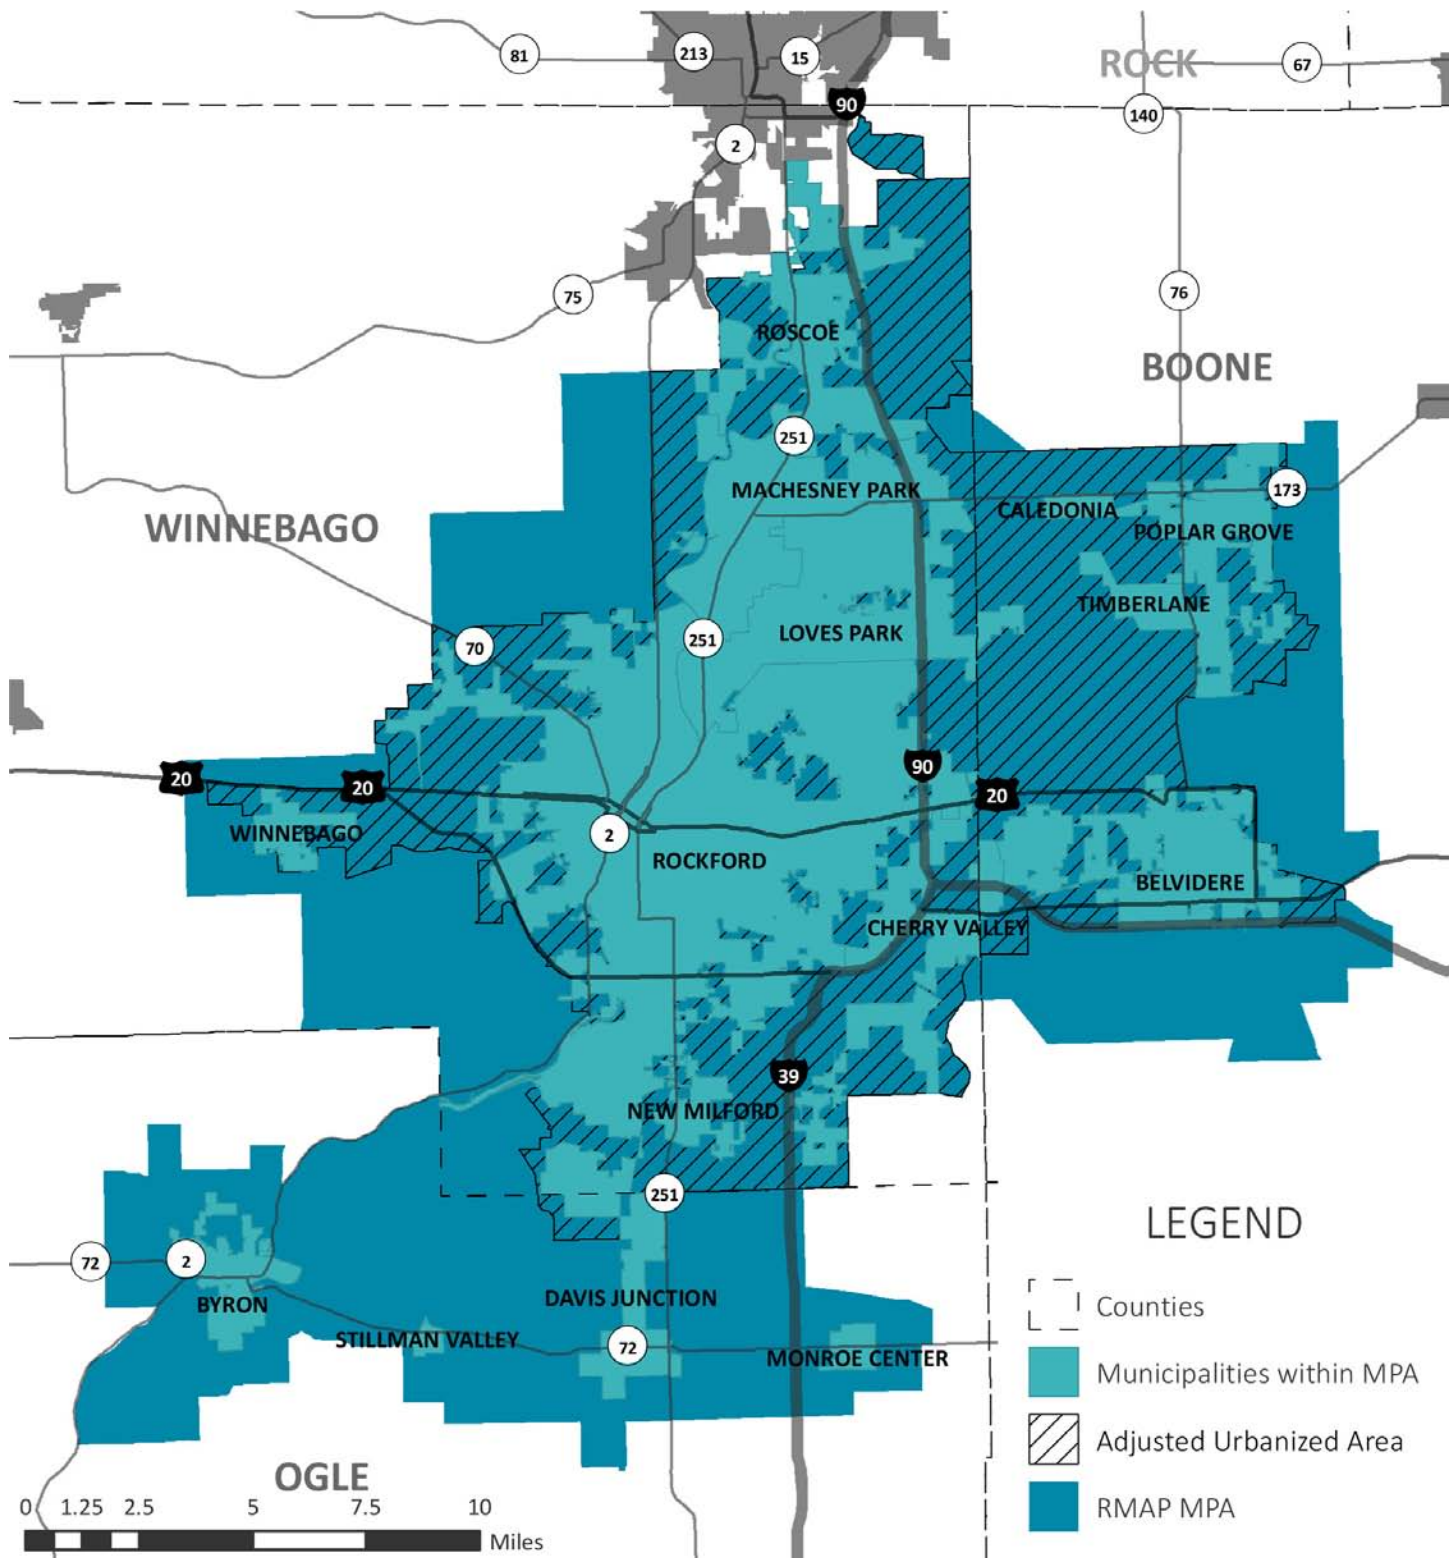 81
213
15
ROCK
67
90
140
2
75
76
ROSCOE
BOONE
251
MACHESNEY PARK
173
CALEDONIA
WINNEBAGO
POPLAR GROVE
TIMBERLANE
70
251
LOVES PARK
20
20
90
20
WINNEBAGO
2
ROCKFORD
BELVIDERE
CHERRY VALLEY
39
NEW MILFORD
251
LEGEND
72
2
BYRON
DAVIS JUNCTION
Counties
STILLMAN VALLEY
72
MONROE CENTER
Municipalities within MPA
Adjusted Urbanized Area
OGLE
RMAP MPA
0 1.25 2.5 5 7.5 10
Miles